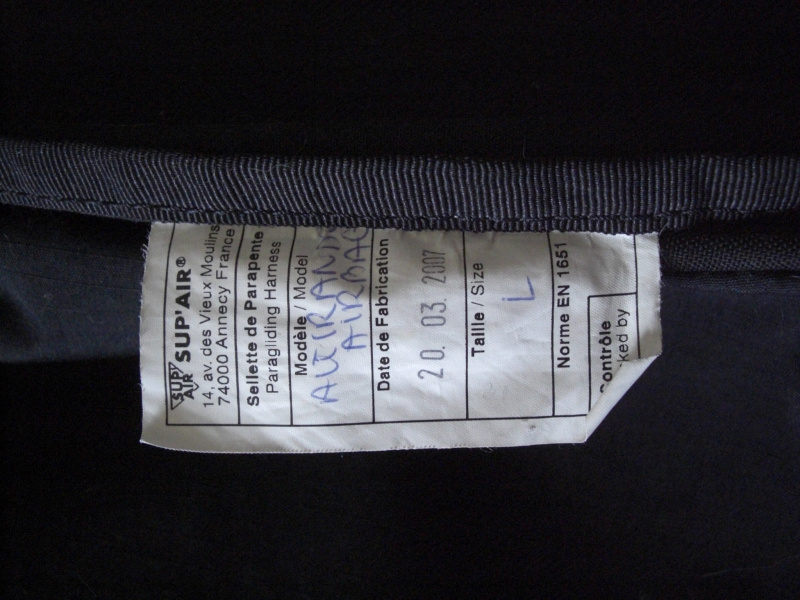 SUP' AIR SUP'AIR®
14, av. des Vieux Moulins
74000 Annecy France
Sellette de Parapente
Paragliding Harness
Modèle / Model
AIRBAG
Date de Fabrication
20. 03. 2007
Taille / Size
L
Norme EN 1651
Contrôle
ked by